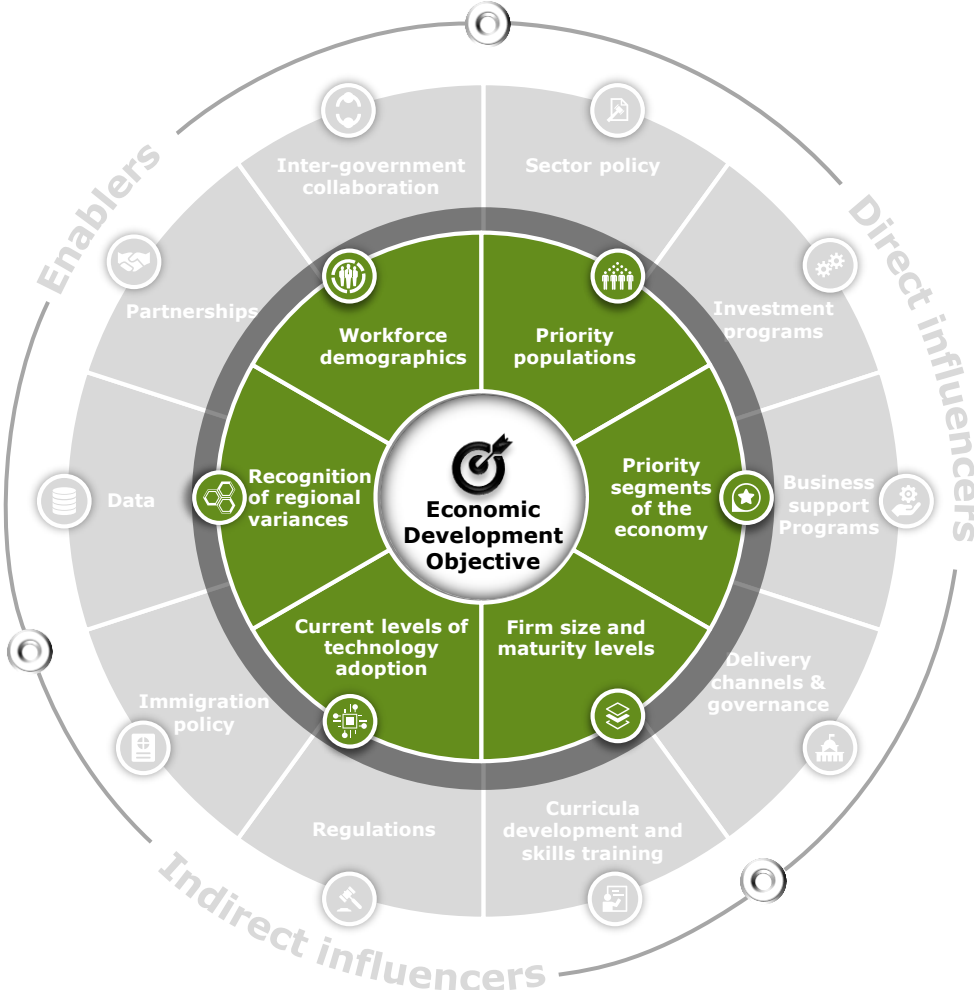 Enablers
Direct influencers
Indirect influencers
Inter-government
collaboration
Sector policy
Partnerships
Investment
programs
Data
Business
support
Programs
Immigration
policy
Delivery
channels &
governance
Regulations
Curricula
development and
skills training
Workforce
demographics
Priority
populations
Recognition
of regional
variances
Priority
segments
of the
economy
Current levels of
technology
adoption
Firm size and
maturity levels
Economic
Development
Objective